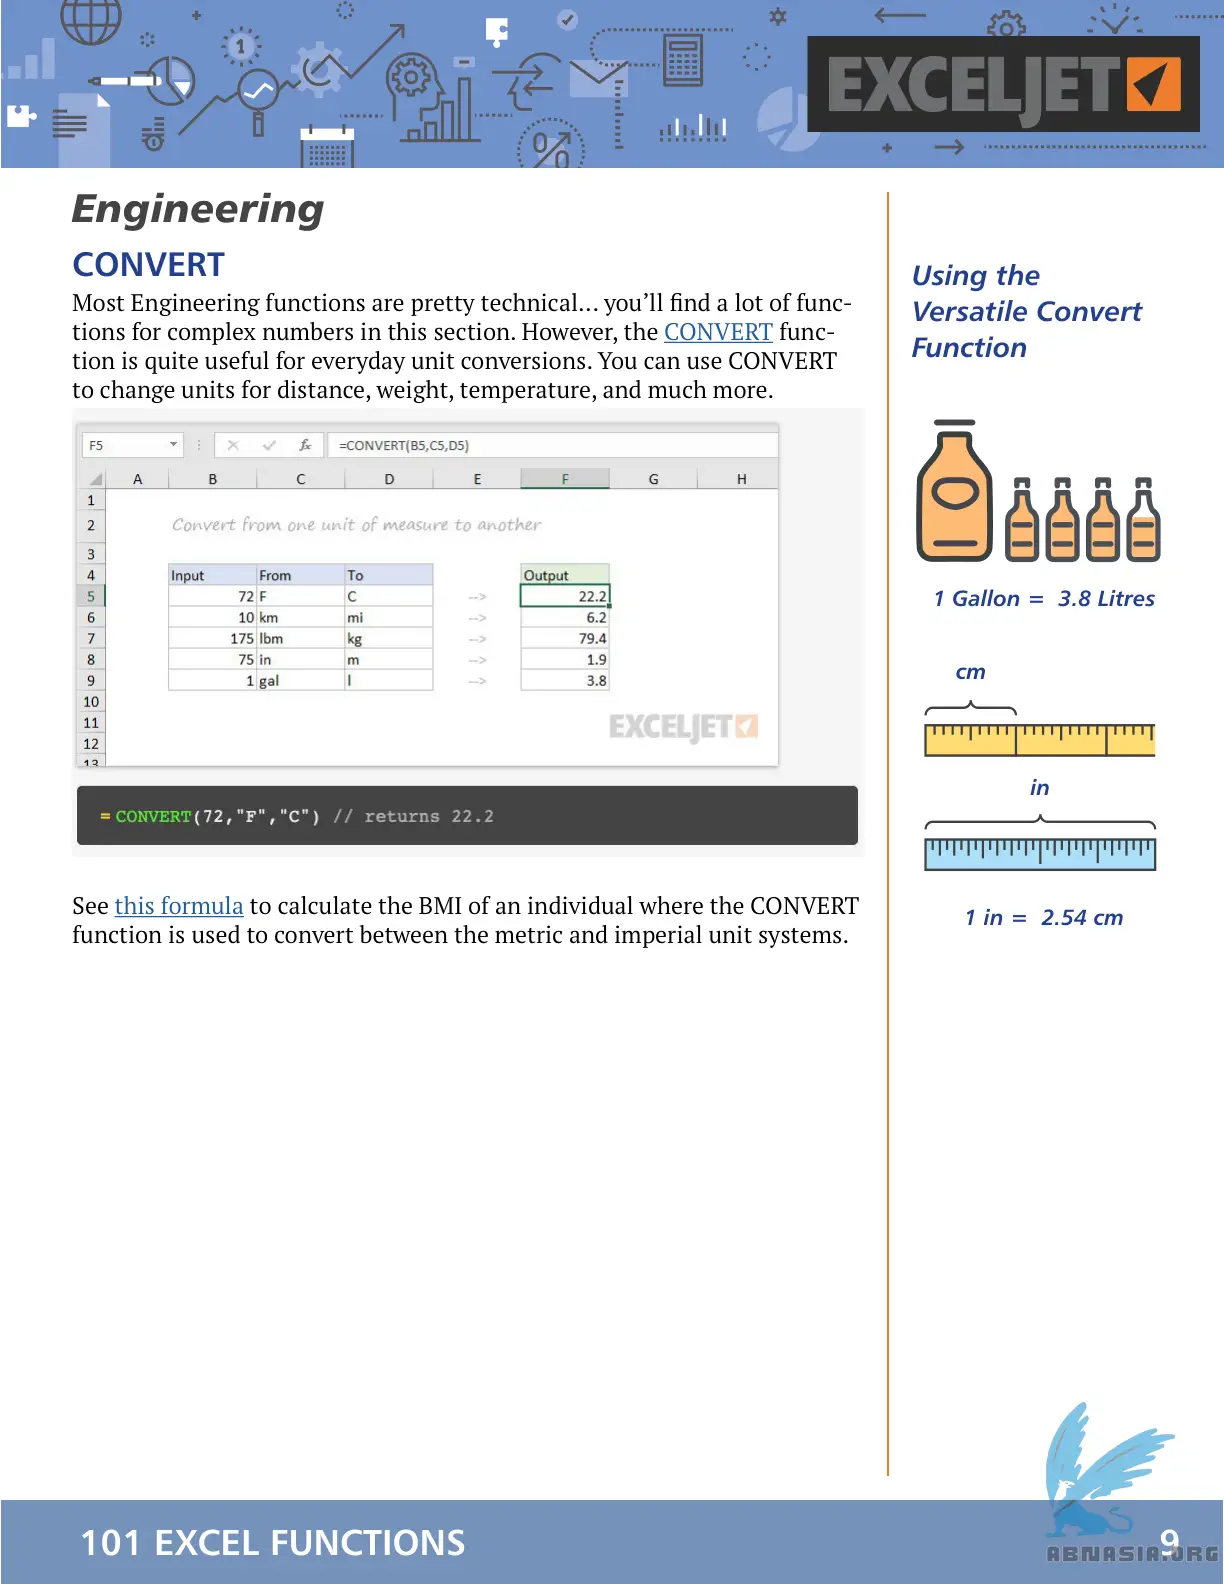 EXCELJET
Engineering
CONVERT
Most Engineering functions are pretty technical... you'll find a lot of func-
tions for complex numbers in this section. However, the CONVERT func-
tion is quite useful for everyday unit conversions. You can use CONVERT
to change units for distance, weight, temperature, and much more.
F5 fx =CONVERT(B5,C5,D5)
A B C D E F G H
1
2 Convert from one unit of measure to another
3
4 Input From To Output
5 72 F C --> 22.2
6 10 km mi --> 6.2
7 175 lbm kg --> 79.4
8 75 in m --> 1.9
9 1 gal l --> 3.8
10
11 EXCELJET
12
13
=CONVERT(72,"F","C") // returns 22.2
See this formula to calculate the BMI of an individual where the CONVERT
function is used to convert between the metric and imperial unit systems.
Using the
Versatile Convert
Function
1 Gallon = 3.8 Litres
cm
in
1 in = 2.54 cm
101 EXCEL FUNCTIONS 9
ABNASIA.ORG